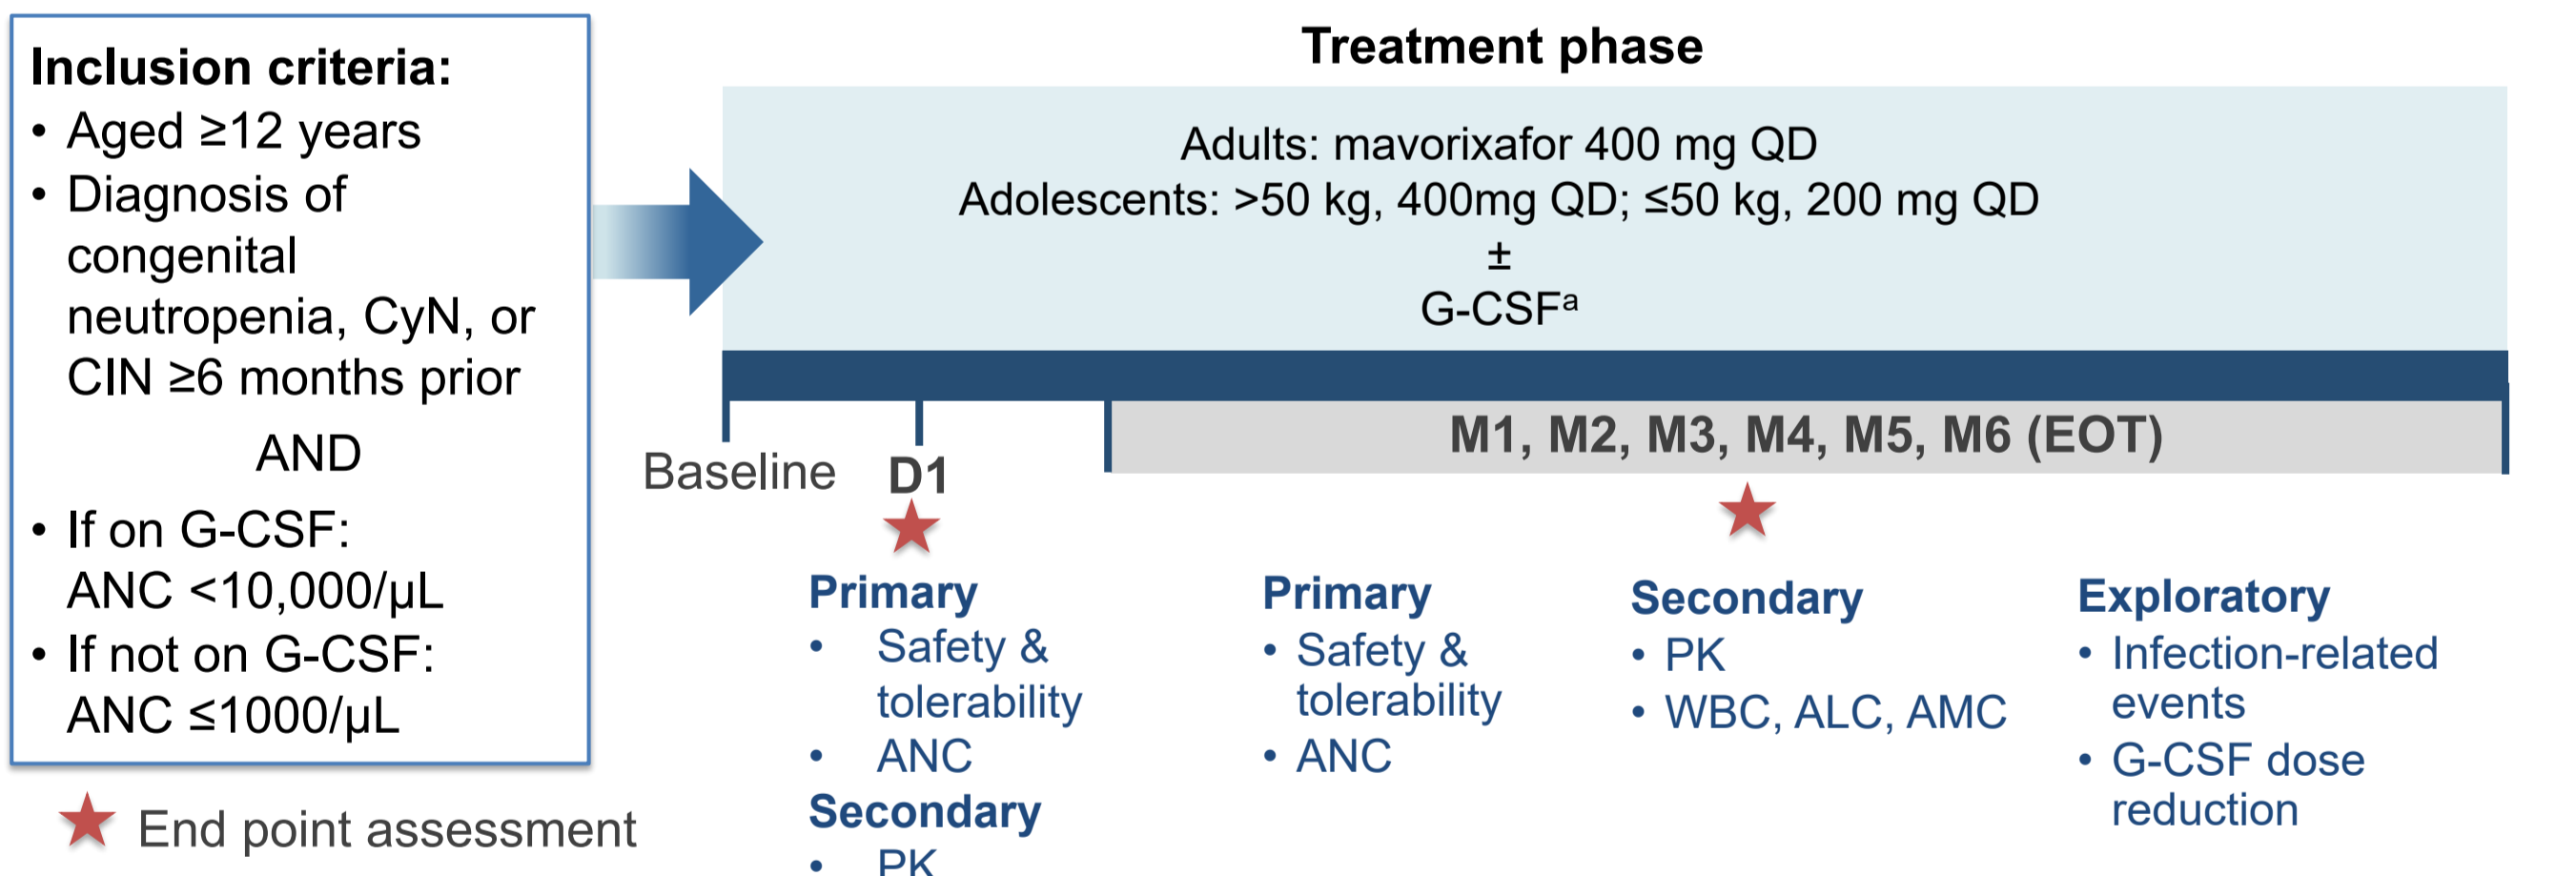 Inclusion criteria:
• Aged ≥12 years
• Diagnosis of
congenital
neutropenia, CyN, or
CIN ≥6 months prior
AND
• If on G-CSF:
ANC <10,000/μL
• If not on G-CSF:
ANC ≤1000/μL
End point assessment
Treatment phase
Adults: mavorixafor 400 mg QD
Adolescents: >50 kg, 400mg QD; ≤50 kg, 200 mg QD
±
G-CSFᵃ
Baseline
D1
M1, M2, M3, M4, M5, M6 (EOT)
Primary
• Safety &
tolerability
• ANC
Secondary
• PK
Primary
• Safety &
tolerability
• ANC
Secondary
• PK
• WBC, ALC, AMC
Exploratory
• Infection-related
events
• G-CSF dose
reduction